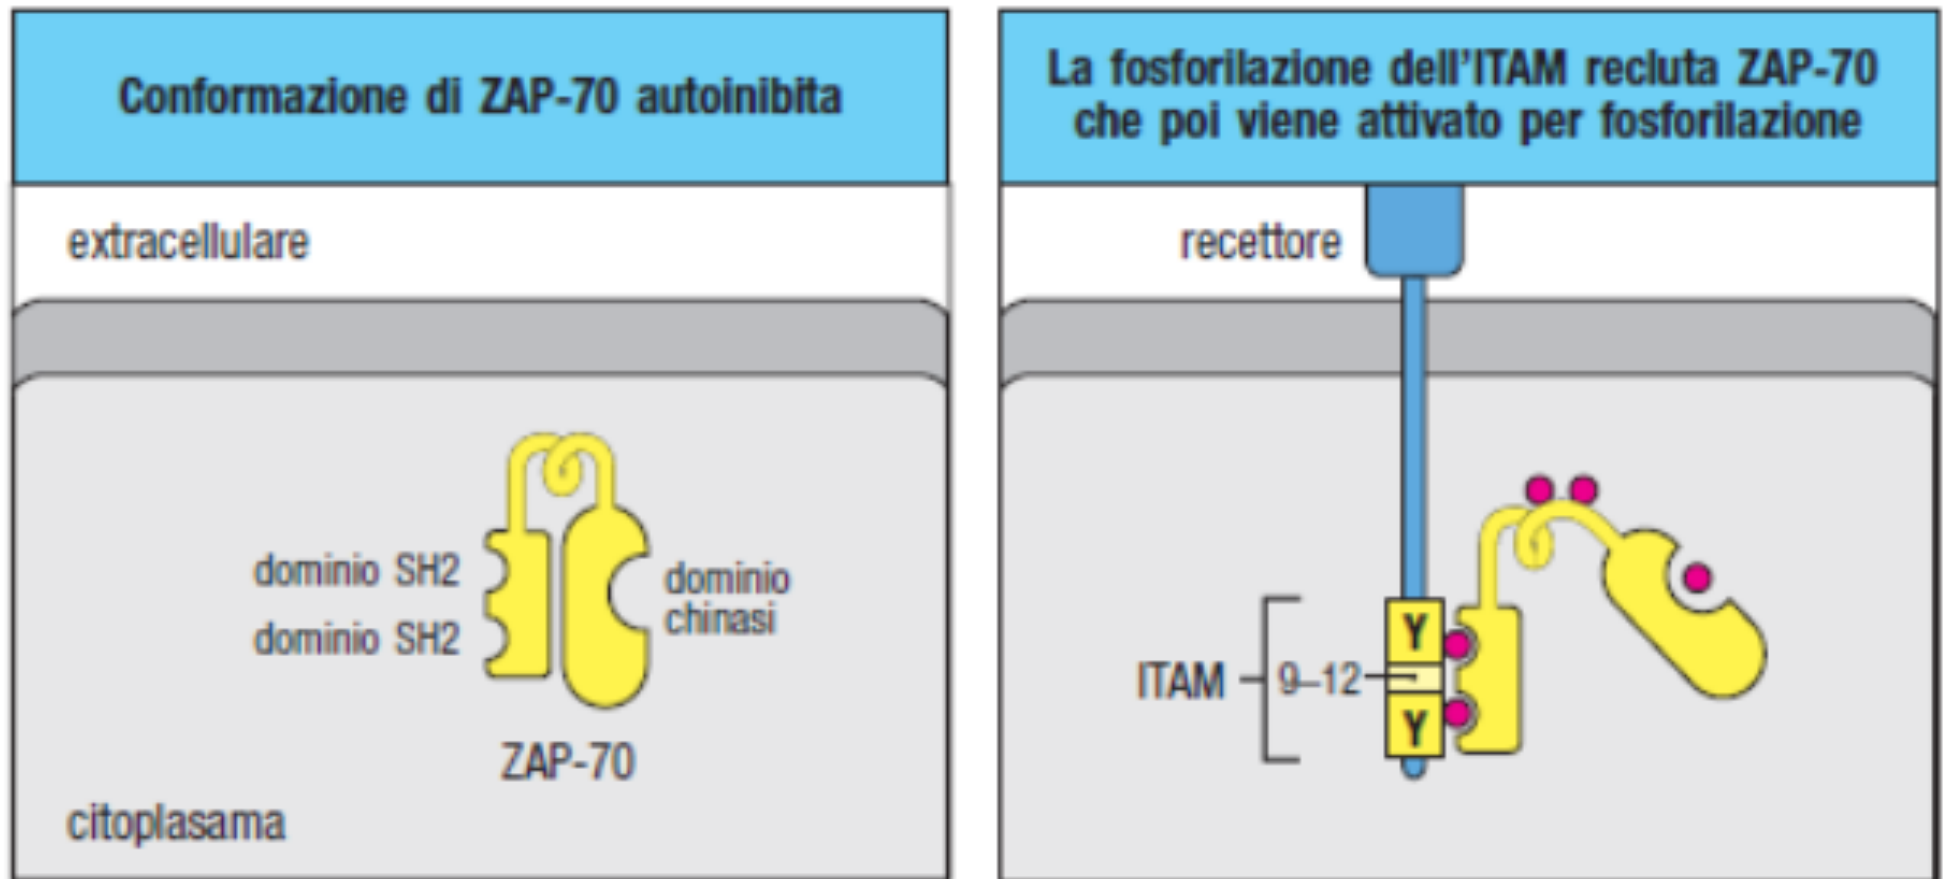 Conformazione di ZAP-70 autoinibita
extracellulare
dominio SH2
dominio SH2
dominio
chinasi
ZAP-70
citoplasama
La fosforilazione dell'ITAM recluta ZAP-70
che poi viene attivato per fosforilazione
recettore
Y
ITAM
9–12
Y